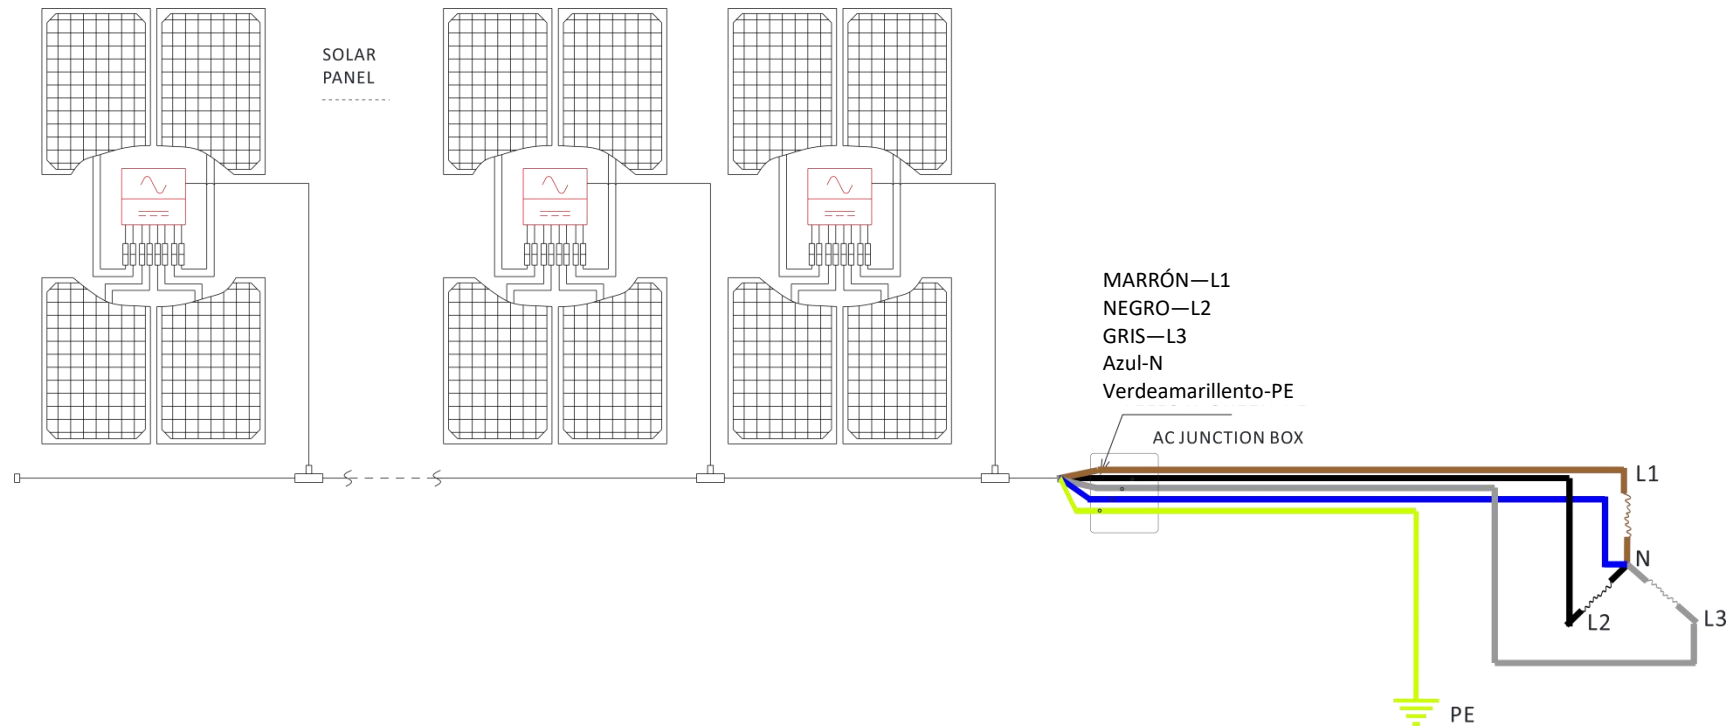 SOLAR
PANEL
MARRÓN—L1
NEGRO—L2
GRIS—L3
Azul-N
Verdeamarillento-PE
AC JUNCTION BOX
L1
N
L2
L3
PE